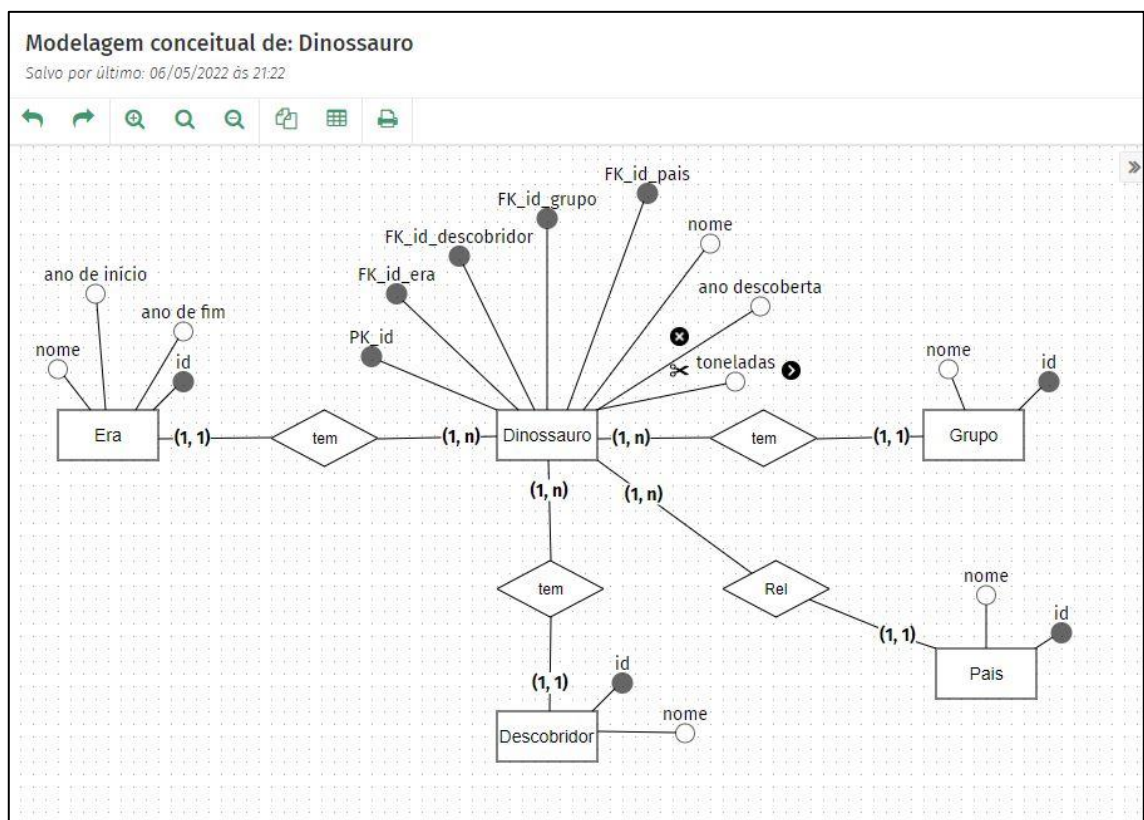 Modelagem conceitual de: Dinossauro
Salvo por último: 06/05/2022 às 21:22
FK_id_pais
FK_id_grupo
nome
FK_id_descobridor
ano de início
FK_id_era
ano descoberta
ano de fim
PK_id
nome
id
toneladas
nome
id
Era
(1, 1)
tem
(1, n)
Dinossauro
(1, n)
tem
(1, 1)
Grupo
(1, n)
(1, n)
tem
Rel
nome
id
(1, 1)
Pais
id
(1, 1)
nome
Descobridor